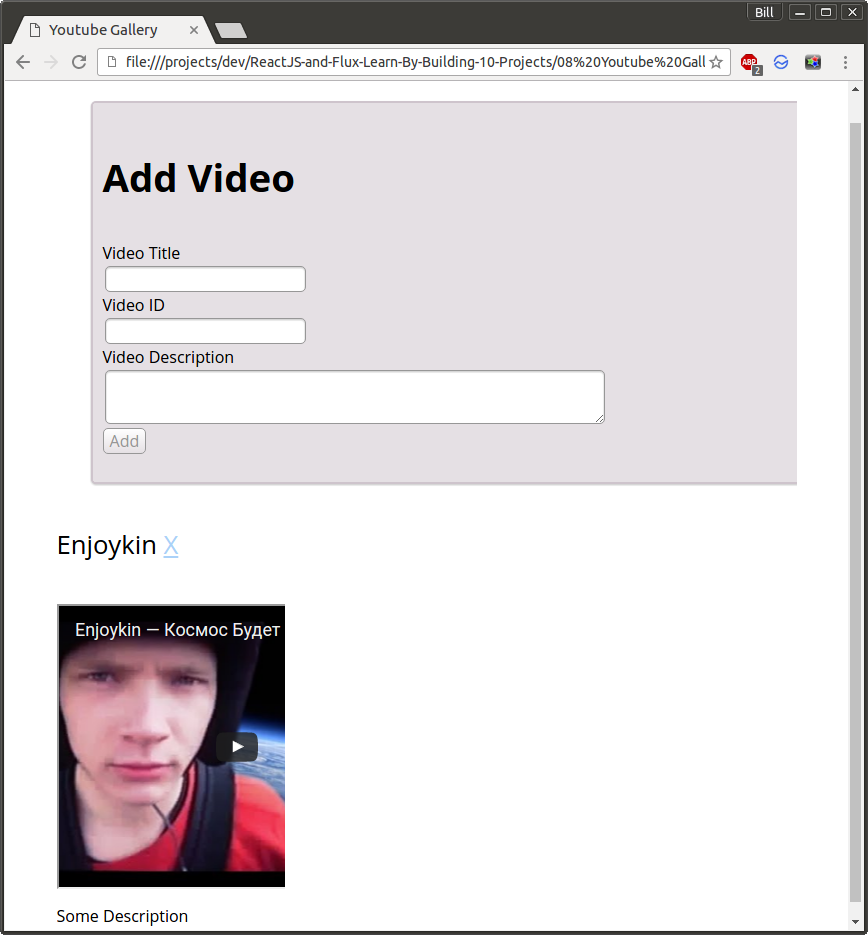 Bill
Youtube Gallery
file:///projects/dev/ReactJS-and-Flux-Learn-By-Building-10-Projects/08%20Youtube%20Gall
ABP
2
Add Video
Video Title
Video ID
Video Description
Add
Enjoykin X
Enjoykin — Космос Будет
Some Description